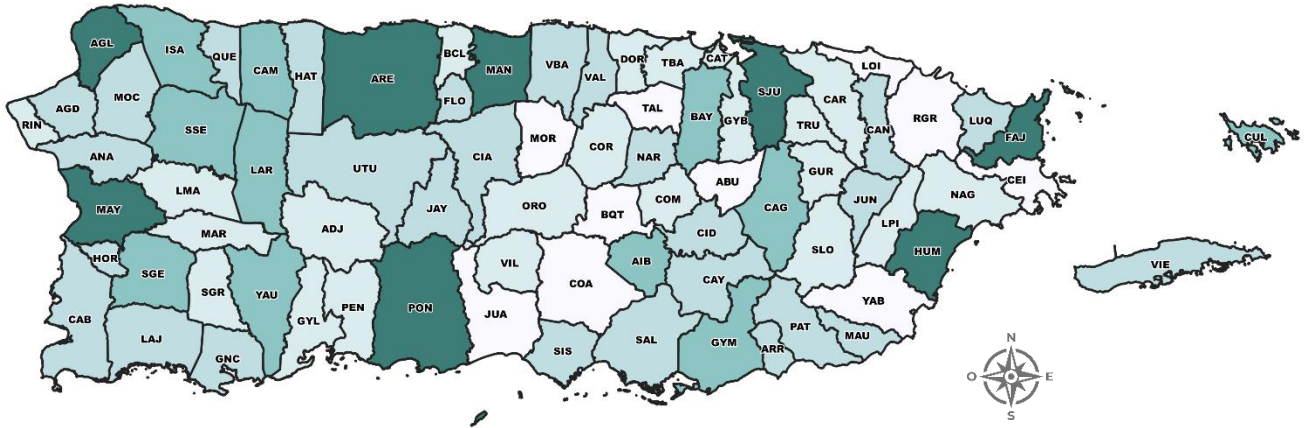 AGL
ISA
QUE
CAM
HAT
ARE
BCL
MAN
FLO
VBA
VAL
DOR
TBA
CAT
SJU
LOI
RIN
AGD
MOC
SSE
LAR
UTU
CIA
MOR
TAL
COR
NAR
BAY
GYB
TRU
CAR
CAN
RGR
LUQ
FAJ
CUL
ANA
MAY
LMA
MAR
ADJ
JAY
ORO
BQT
COM
ABU
CID
CAG
GUR
JUN
LPI
NAG
CEI
HOR
SGE
SGR
YAU
GYL
PEN
PON
JUA
VIL
COA
AIB
CAY
SLO
HUM
YAB
VIE
CAB
LAJ
GNC
SIS
SAL
GYM
ARR
PAT
MAU
N
O E
S